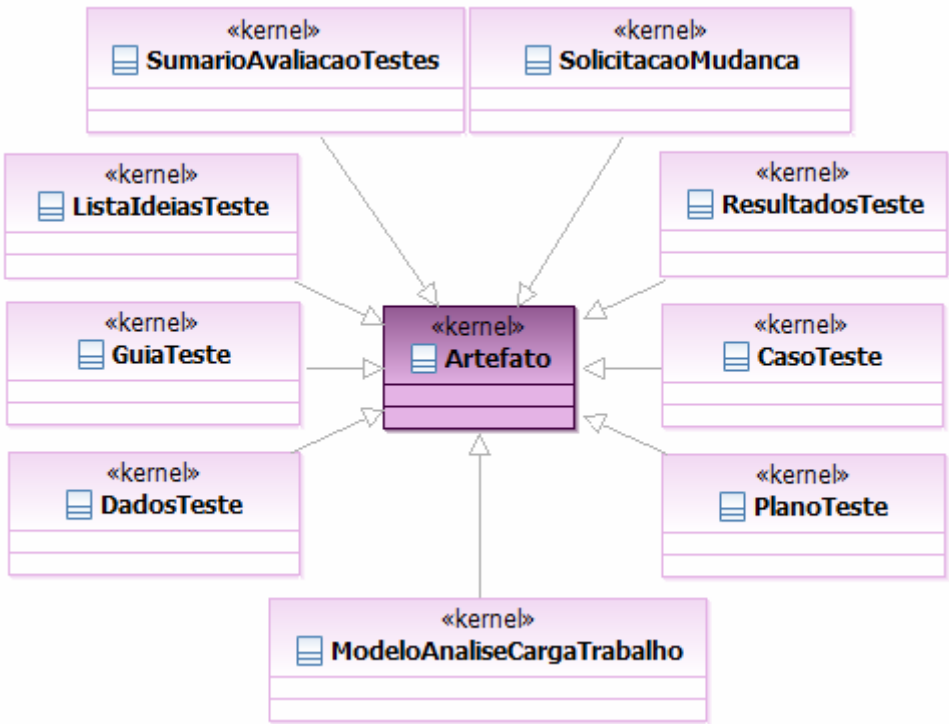 «kernel»
SumarioAvaliacaoTestes
«kernel»
SolicitacaoMudanca
«kernel»
ListaIdeiasTeste
«kernel»
ResultadosTeste
«kernel»
GuiaTeste
«kernel»
Artefato
«kernel»
CasoTeste
«kernel»
DadosTeste
«kernel»
PlanoTeste
«kernel»
ModeloAnaliseCargaTrabalho